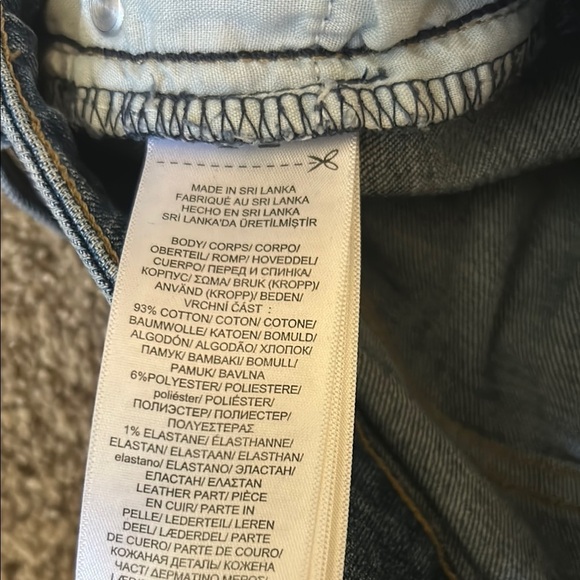 MADE IN SRI LANKA
FABRIQUÉ AU SRI LANKA
HECHO EN SRI LANKA
SRI LANKA'DA ÜRETILMIŞTIR
BODY/ CORPS/ CORPO/
OBERTEIL/ ROMP/ HOVEDDEL/
CUERPO/ ПЕРЕД И СПИНКА/
КОРПУС/ ΣΩΜΑ/ BRUK (KROPP)/
ANVÄND (KROPP)/ BEDEN/
VRCHNÍ ČÁST :
93% COTTON/ COTON/ COTONE/
BAUMWOLLE/ KATOEN/ BOMULD/
ALGODÓN/ ALGODÃO/ ХЛОПОК/
ПАМУК/ BAMBAKI/ BOMULL/
PAMUK/ BAVLNA
6%POLYESTER/ POLIESTERE/
poliéster/ POLIÉSTER/
ПОЛИЭСТЕР/ ПОЛИЕСТЕР/
ΠΟΛΥΕΣΤΕΡΑΣ
1% ELASTANE/ ÉLASTHANNE/
ELASTAN/ ELASTAAN/ ELASTHAN/
elastano/ ELASTANO/ ЭЛАСТАН/
ЕЛАСТАН/ ΕΛΑΣΤΑΝ
LEATHER PART/ PIÈCE
EN CUIR/ PARTE IN
PELLE/ LEDERTEIL/ LEREN
DEEL/ LÆDERDEL/ PARTE
DE CUERO/ PARTE DE COURO/
КОЖАНАЯ ДЕТАЛЬ/ КОЖЕНА
ЧАСТ/ ΔΕΡΜΑΤΙΝΟ ΜΕΡΟΣ/